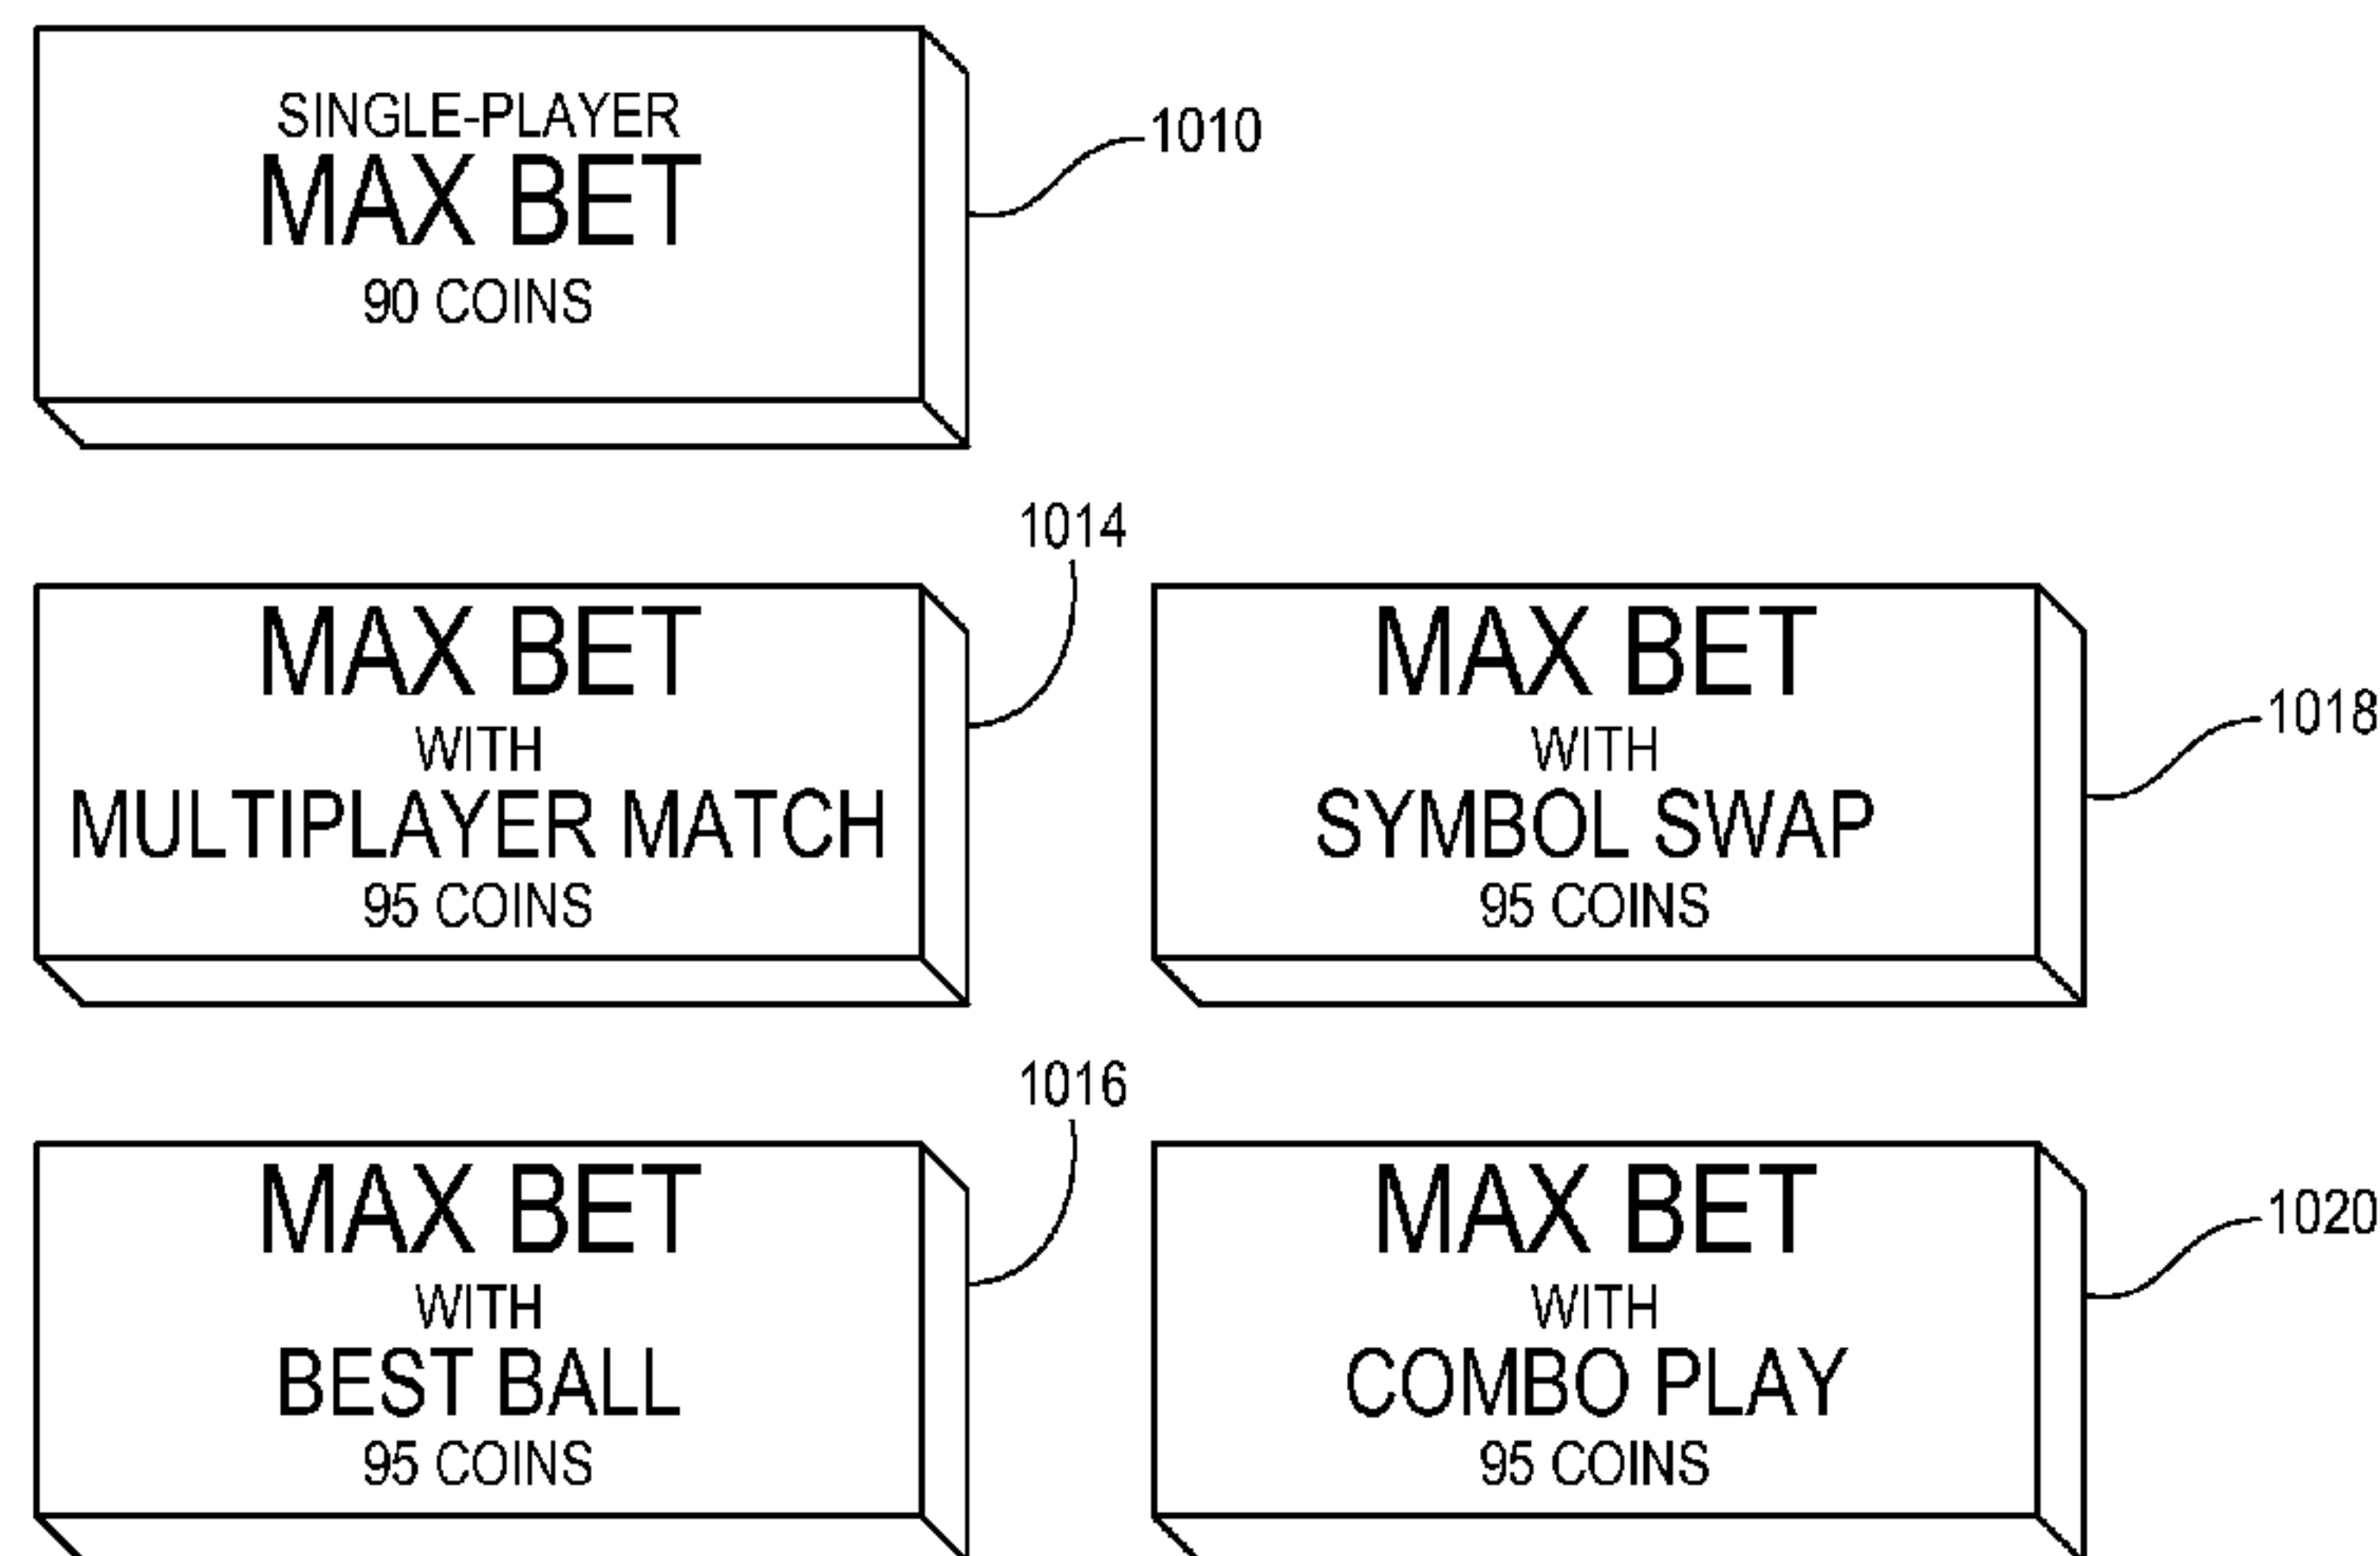 SINGLE-PLAYER
MAX BET
90 COINS
1010
1014
MAX BET
WITH
MULTIPLAYER MATCH
95 COINS
MAX BET
WITH
SYMBOL SWAP
95 COINS
1018
1016
MAX BET
WITH
BEST BALL
95 COINS
MAX BET
WITH
COMBO PLAY
95 COINS
1020